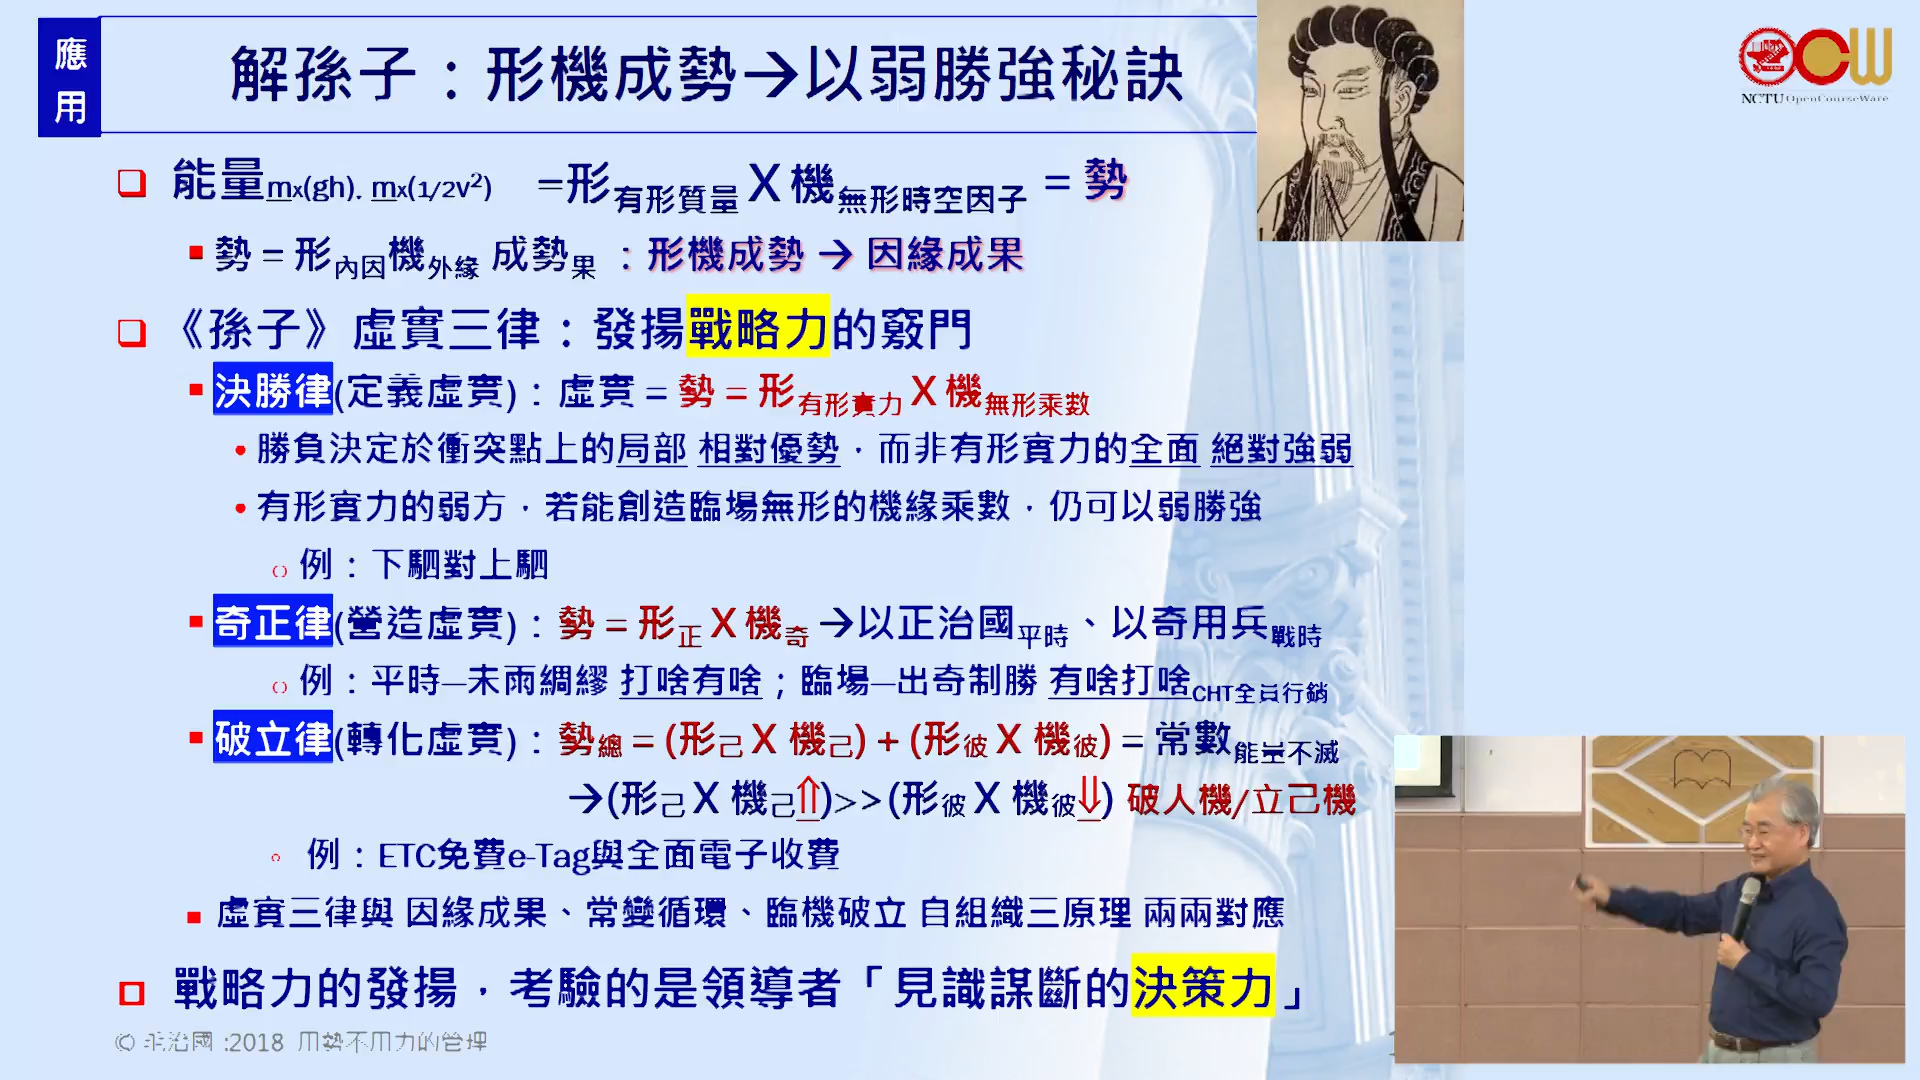 應用
解孫子：形機成勢→以弱勝強秘訣
NCTU OpenCourseWare
能量mx(gh), mx(1/2v²) =形有形質量 X 機無形時空因子 = 勢
勢 = 形內因機外緣 成勢果 ：形機成勢 → 因緣成果
《孫子》虛實三律：發揚戰略力的竅門
決勝律(定義虛實)：虛實 = 勢 = 形有形實力 X 機無形乘數
勝負決定於衝突點上的局部 相對優勢，而非有形實力的全面 絕對強弱
有形實力的弱方，若能創造臨場無形的機緣乘數，仍可以弱勝強
例：下駟對上駟
奇正律(營造虛實)：勢 = 形正 X 機奇 →以正治國平時、以奇用兵戰時
例：平時—未雨綢繆 打啥有啥；臨場—出奇制勝 有啥打啥CHT全員行銷
破立律(轉化虛實)：勢總 = (形己 X 機己) + (形彼 X 機彼) = 常數能量不滅
→(形己 X 機己⇑)>>(形彼 X 機彼⇓) 破人機/立己機
例：ETC免費e-Tag與全面電子收費
虛實三律與 因緣成果、常變循環、臨機破立 自組織三原理 兩兩對應
戰略力的發揚，考驗的是領導者「見識謀斷的決策力」
© 毛治國 :2018 用勢不用力的管理